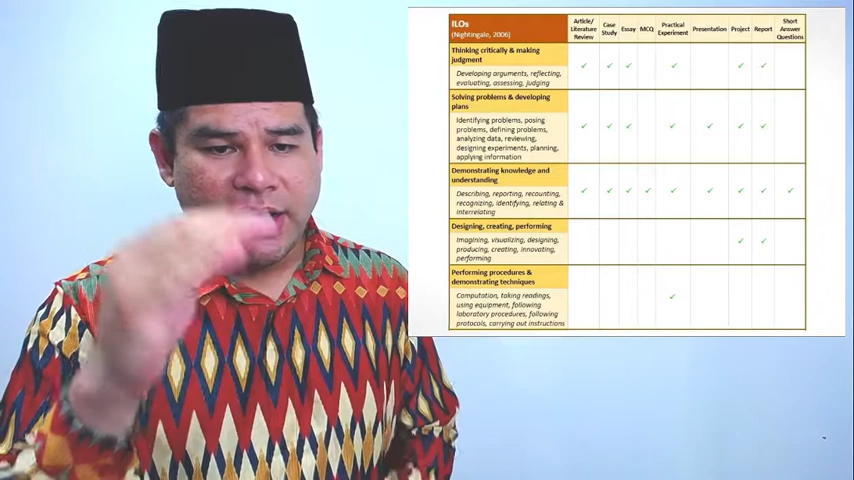 ILOs
(Nightingale, 2006)
Article/
Literature
Review
Case
Study
Essay
MCQ
Practical
Experiment
Presentation
Project
Report
Short
Answer
Questions
Thinking critically & making
judgment
Developing arguments, reflecting,
evaluating, assessing, judging
✓ ✓ ✓ ✓ ✓ ✓
Solving problems & developing
plans
Identifying problems, posing
problems, defining problems,
analyzing data, reviewing,
designing experiments, planning,
applying information
✓ ✓ ✓ ✓ ✓ ✓ ✓
Demonstrating knowledge and
understanding
Describing, reporting, recounting,
recognizing, identifying, relating &
interrelating
✓ ✓ ✓ ✓ ✓ ✓ ✓ ✓ ✓
Designing, creating, performing
Imagining, visualizing, designing,
producing, creating, innovating,
performing
✓ ✓
Performing procedures &
demonstrating techniques
Computation, taking readings,
using equipment, following
laboratory procedures, following
protocols, carrying out instructions
✓